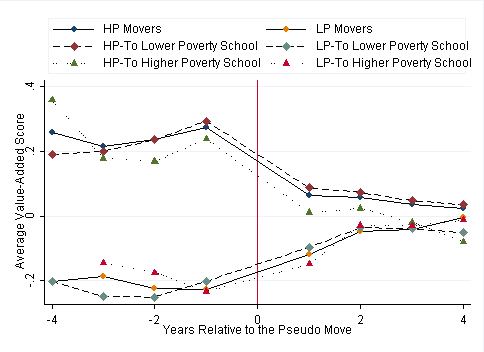 HP Movers
LP Movers
HP-To Lower Poverty School
LP-To Lower Poverty School
HP-To Higher Poverty School
LP-To Higher Poverty School
Average Value-Added Score
.4
.2
0
-.2
-4
-2
0
2
4
Years Relative to the Pseudo Move